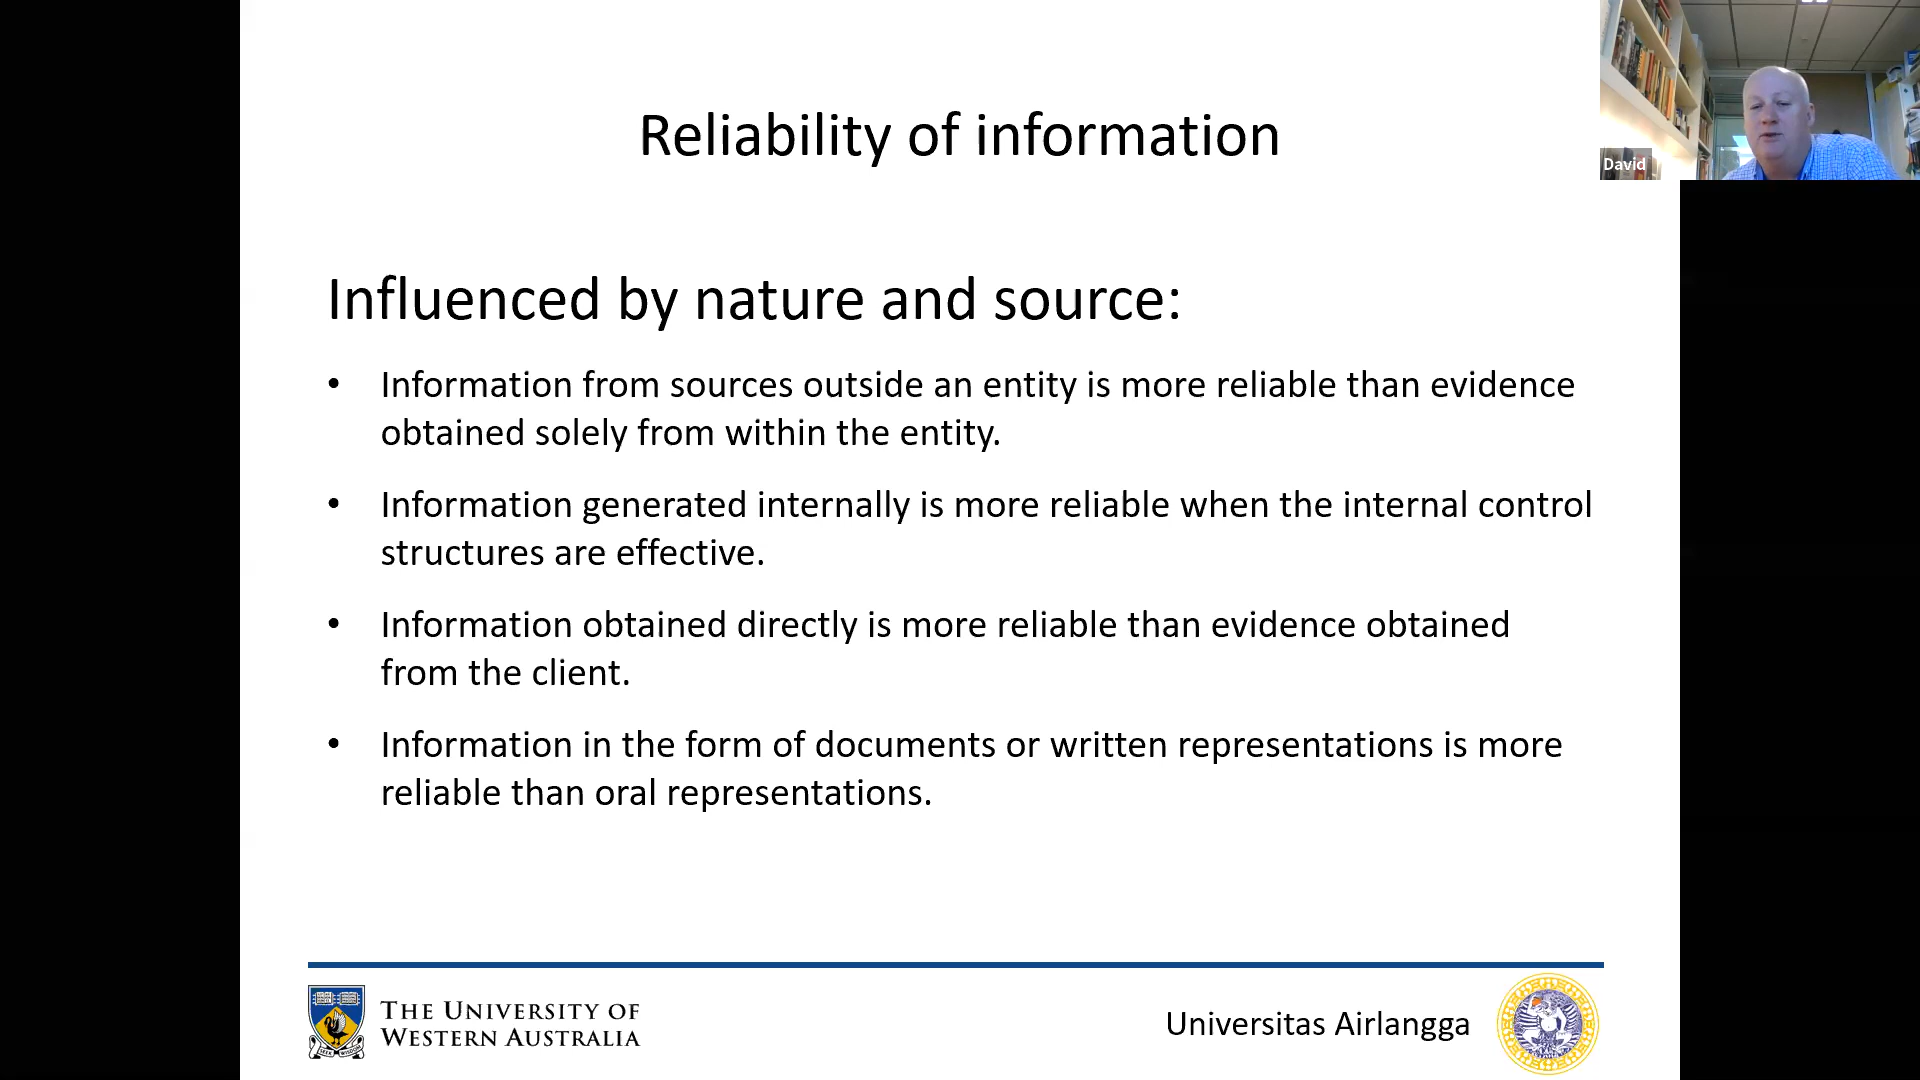 Reliability of information
David
Influenced by nature and source:
• Information from sources outside an entity is more reliable than evidence
obtained solely from within the entity.
• Information generated internally is more reliable when the internal control
structures are effective.
• Information obtained directly is more reliable than evidence obtained
from the client.
• Information in the form of documents or written representations is more
reliable than oral representations.
THE UNIVERSITY OF
WESTERN AUSTRALIA
SEEK WISDOM
Universitas Airlangga